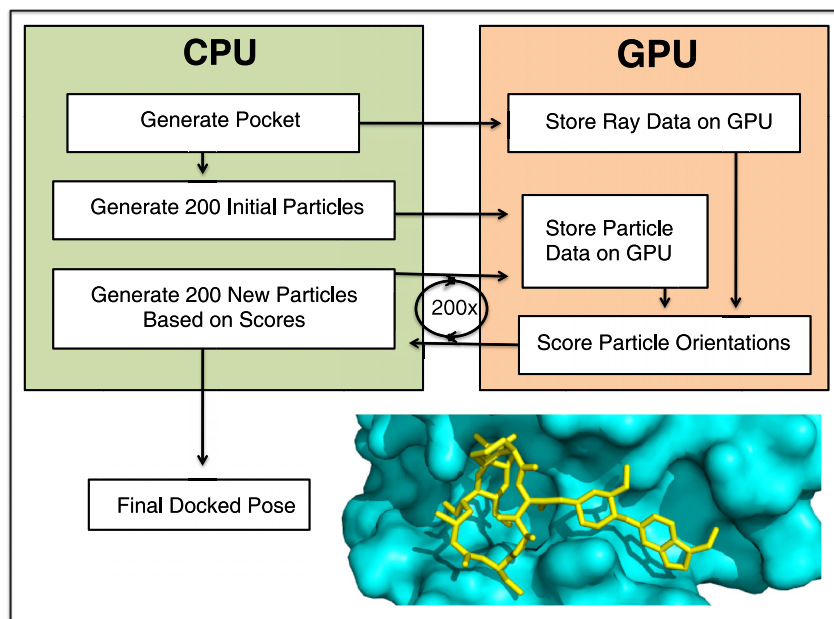 CPU
GPU
Generate Pocket
Store Ray Data on GPU
Generate 200 Initial Particles
Store Particle
Data on GPU
Generate 200 New Particles
Based on Scores
200x
Score Particle Orientations
Final Docked Pose